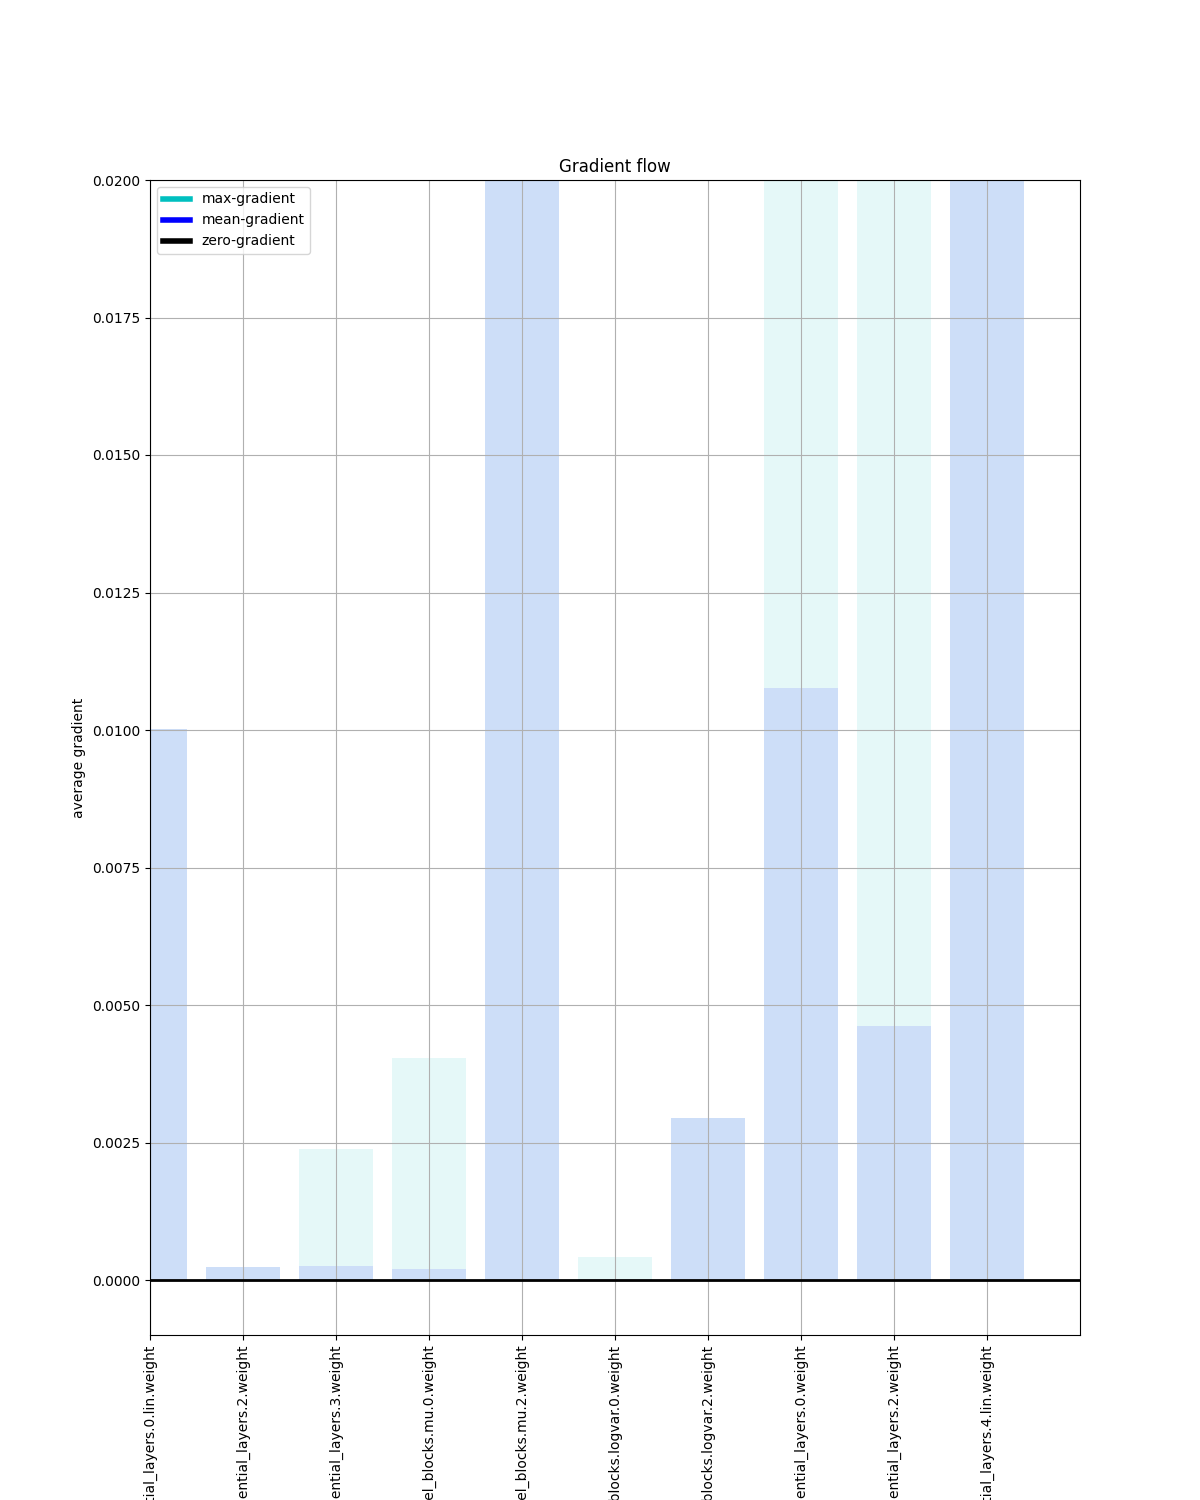 Gradient flow
max-gradient
mean-gradient
zero-gradient
0.0200
0.0175
0.0150
0.0125
0.0100
0.0075
0.0050
0.0025
0.0000
average gradient
tial_layers.0.lin.weight
ential_layers.2.weight
ential_layers.3.weight
el_blocks.mu.0.weight
el_blocks.mu.2.weight
blocks.logvar.0.weight
blocks.logvar.2.weight
ential_layers.0.weight
ential_layers.2.weight
tial_layers.4.lin.weight